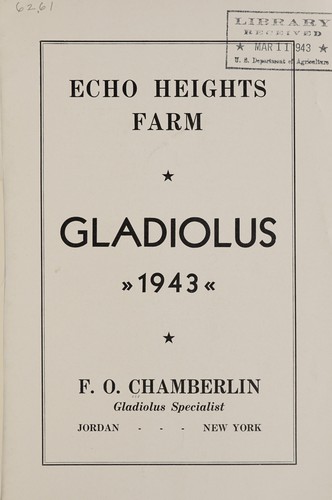 62.61
LIBRARY
RECEIVED
★ MAR 11 1943 ★
U. S. Department of Agriculture
ECHO HEIGHTS
FARM
★
GLADIOLUS
»1943«
★
F. O. CHAMBERLIN
Gladiolus Specialist
JORDAN - - - NEW YORK